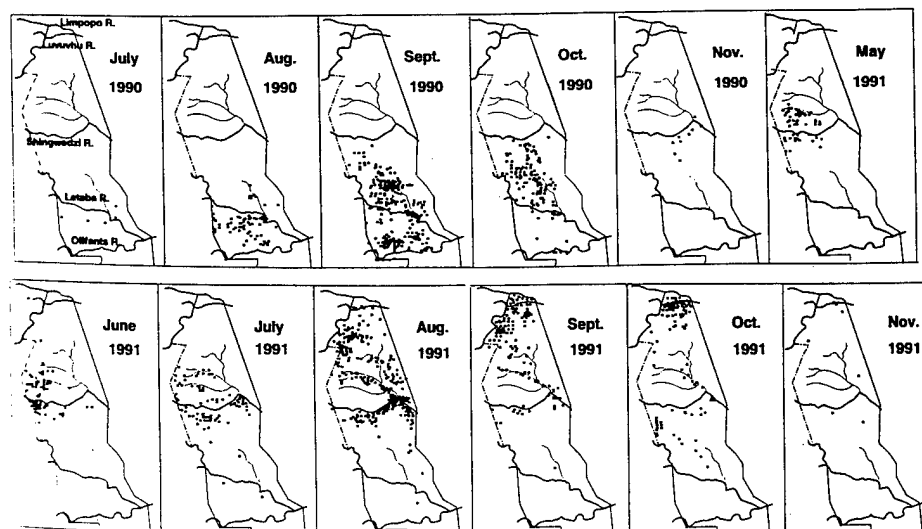 Limpopo R.
Luvuvhu R.
Shingwedzi R.
Letaba R.
Olifants R.
July
1990
Aug.
1990
Sept.
1990
Oct.
1990
Nov.
1990
May
1991
June
1991
July
1991
Aug.
1991
Sept.
1991
Oct.
1991
Nov.
1991